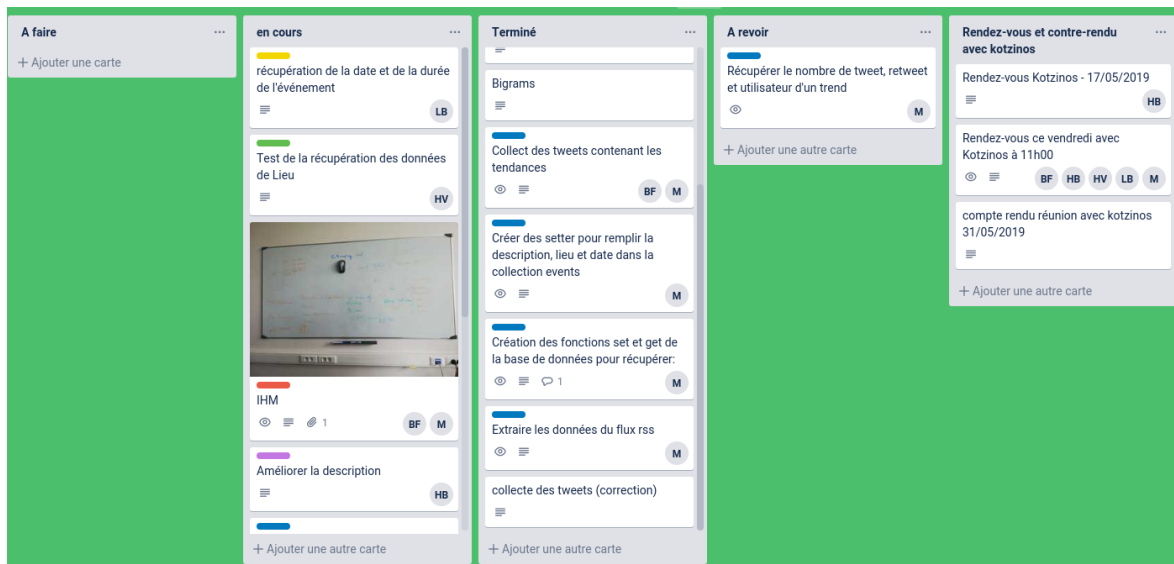 A faire
+ Ajouter une carte
en cours
récupération de la date et de la durée
de l'événement
LB
Test de la récupération des données
de Lieu
HV
IHM
1
BF M
Améliorer la description
HB
+ Ajouter une autre carte
Terminé
Bigrams
Collect des tweets contenant les
tendances
BF M
Créer des setter pour remplir la
description, lieu et date dans la
collection events
M
Création des fonctions set et get de
la base de données pour récupérer:
1
M
Extraire les données du flux rss
M
collecte des tweets (correction)
+ Ajouter une autre carte
A revoir
Récupérer le nombre de tweet, retweet
et utilisateur d'un trend
M
+ Ajouter une autre carte
Rendez-vous et contre-rendu
avec kotzinos
Rendez-vous Kotzinos - 17/05/2019
HB
Rendez-vous ce vendredi avec
Kotzinos à 11h00
BF HB HV LB M
compte rendu réunion avec kotzinos
31/05/2019
+ Ajouter une autre carte